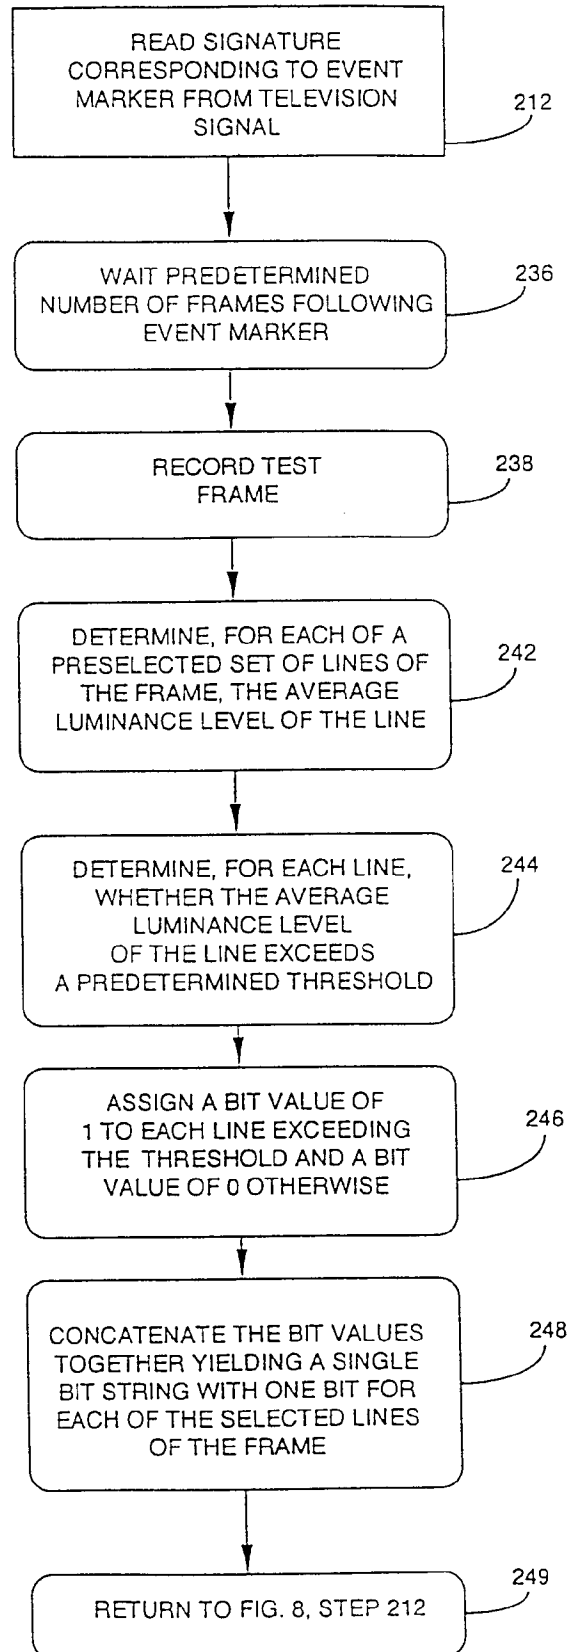 READ SIGNATURE
CORRESPONDING TO EVENT
MARKER FROM TELEVISION
SIGNAL
212
WAIT PREDETERMINED
NUMBER OF FRAMES FOLLOWING
EVENT MARKER
236
RECORD TEST
FRAME
238
DETERMINE, FOR EACH OF A
PRESELECTED SET OF LINES OF
THE FRAME, THE AVERAGE
LUMINANCE LEVEL OF THE LINE
242
DETERMINE, FOR EACH LINE,
WHETHER THE AVERAGE
LUMINANCE LEVEL
OF THE LINE EXCEEDS
A PREDETERMINED THRESHOLD
244
ASSIGN A BIT VALUE OF
1 TO EACH LINE EXCEEDING
THE THRESHOLD AND A BIT
VALUE OF 0 OTHERWISE
246
CONCATENATE THE BIT VALUES
TOGETHER YIELDING A SINGLE
BIT STRING WITH ONE BIT FOR
EACH OF THE SELECTED LINES
OF THE FRAME
248
RETURN TO FIG. 8, STEP 212
249